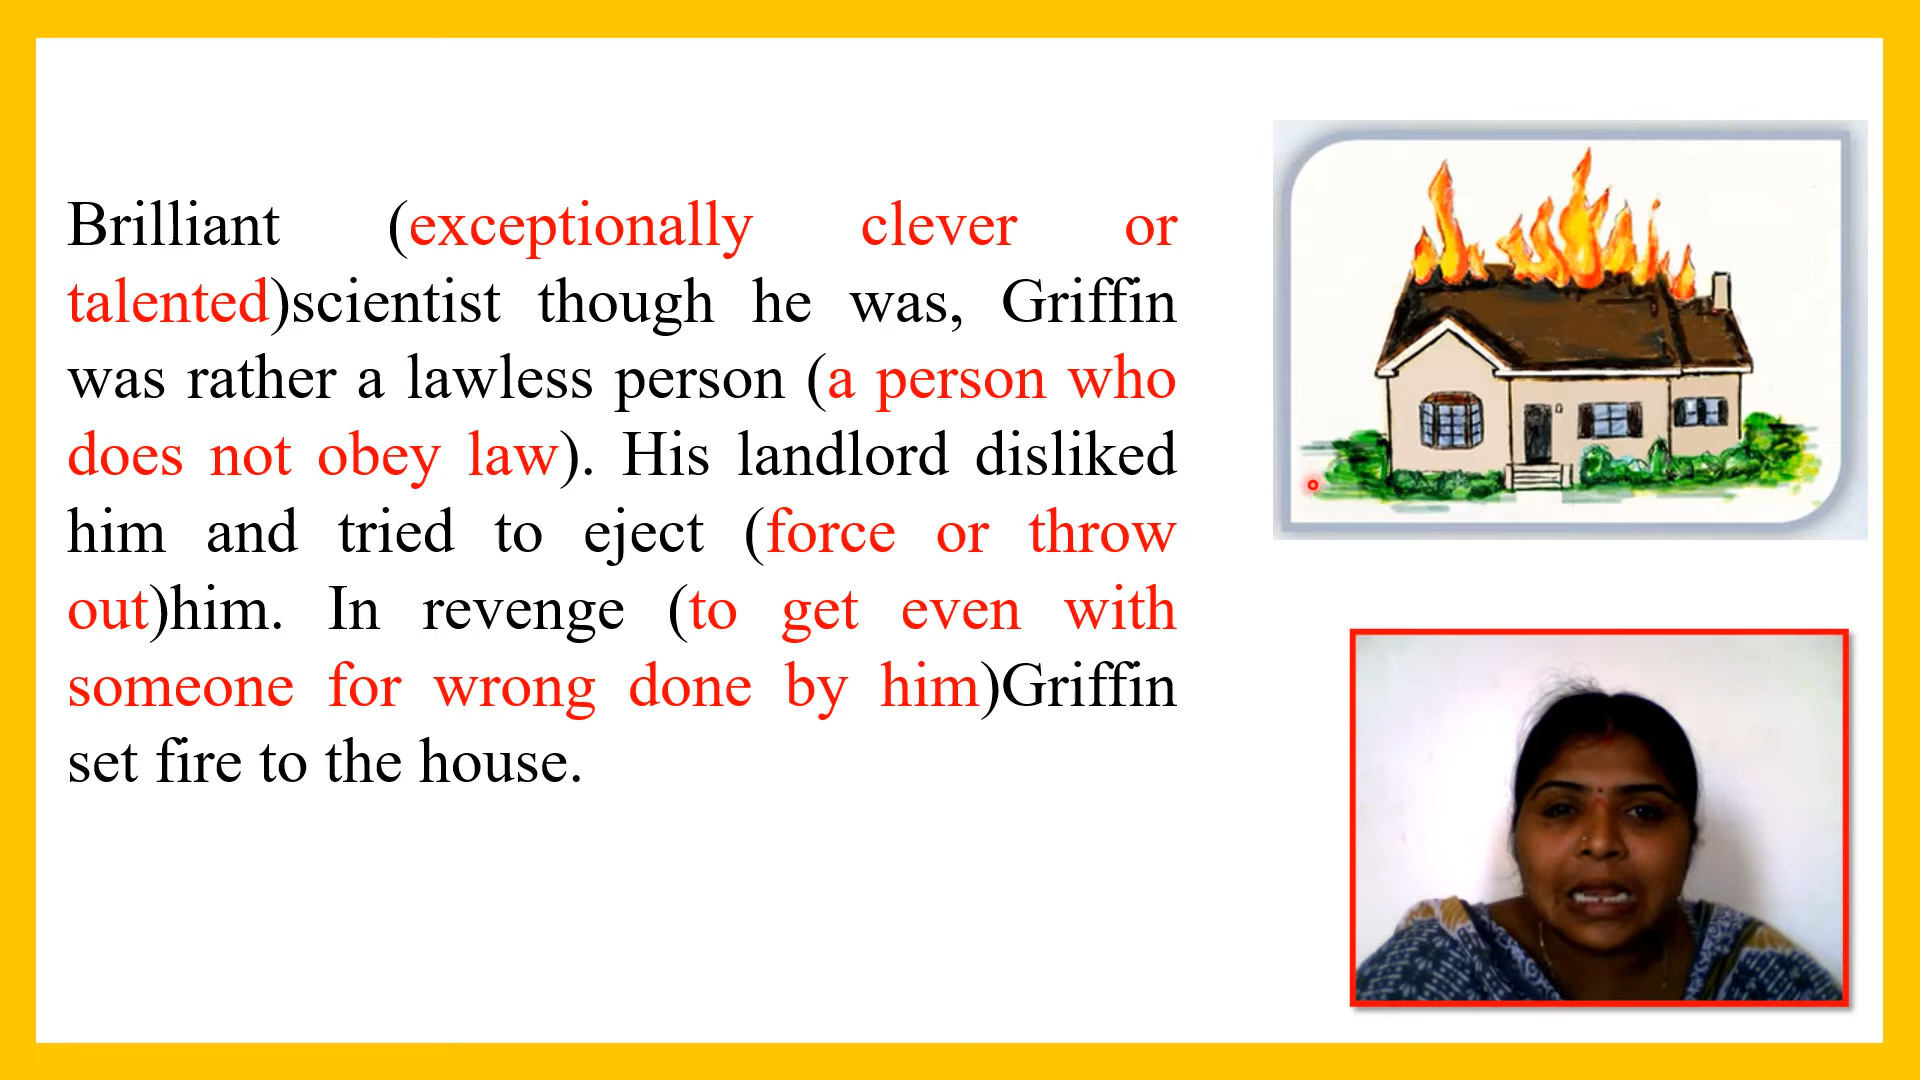 Brilliant (exceptionally clever or
talented)scientist though he was, Griffin
was rather a lawless person (a person who
does not obey law). His landlord disliked
him and tried to eject (force or throw
out)him. In revenge (to get even with
someone for wrong done by him)Griffin
set fire to the house.